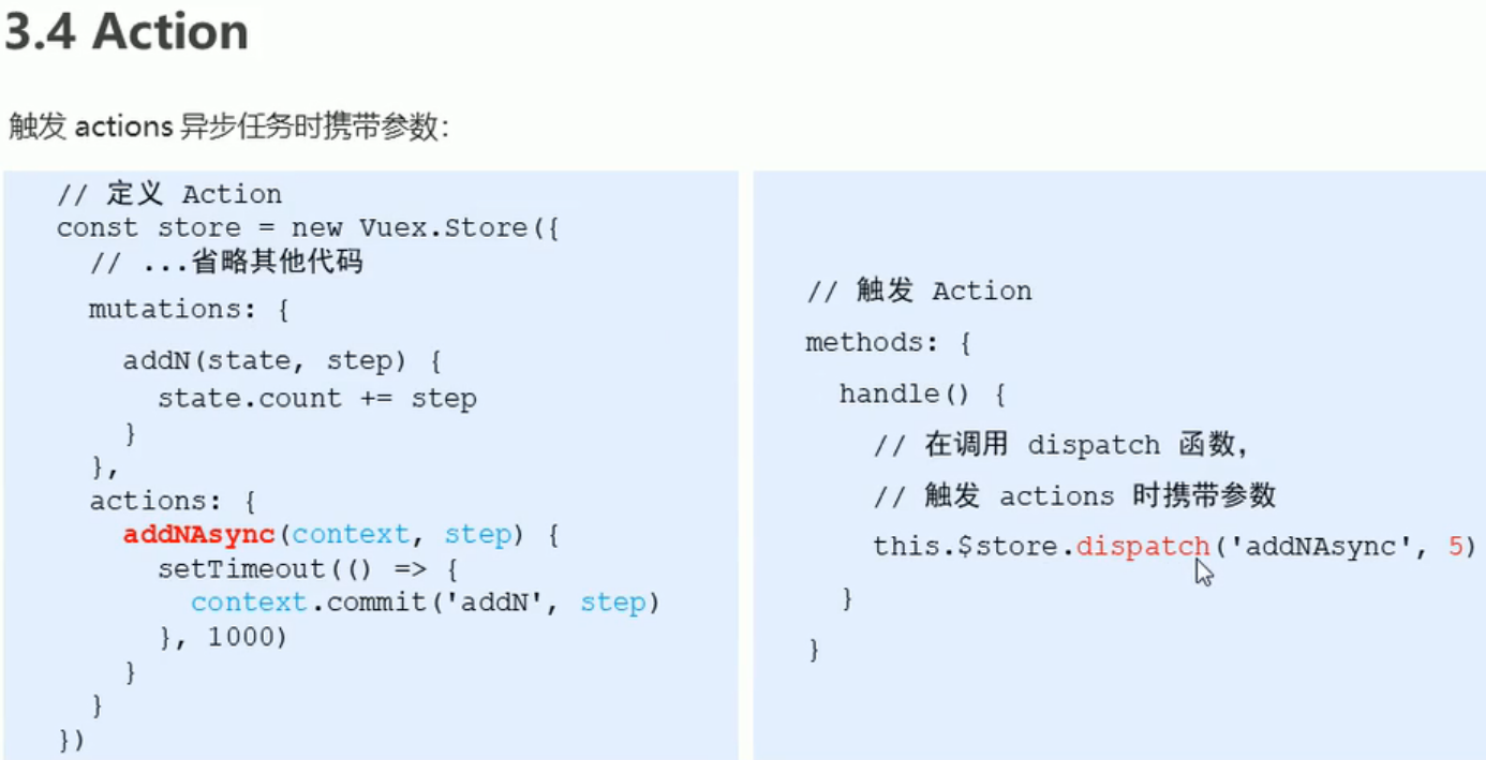 3.4 Action
触发 actions 异步任务时携带参数：
// 定义 Action
const store = new Vuex.Store({
// ...省略其他代码
mutations: {
addN(state, step) {
state.count += step
}
},
actions: {
addNAsync(context, step) {
setTimeout(() => {
context.commit('addN', step)
}, 1000)
}
}
})
// 触发 Action
methods: {
handle() {
// 在调用 dispatch 函数，
// 触发 actions 时携带参数
this.$store.dispatch('addNAsync', 5)
}
}